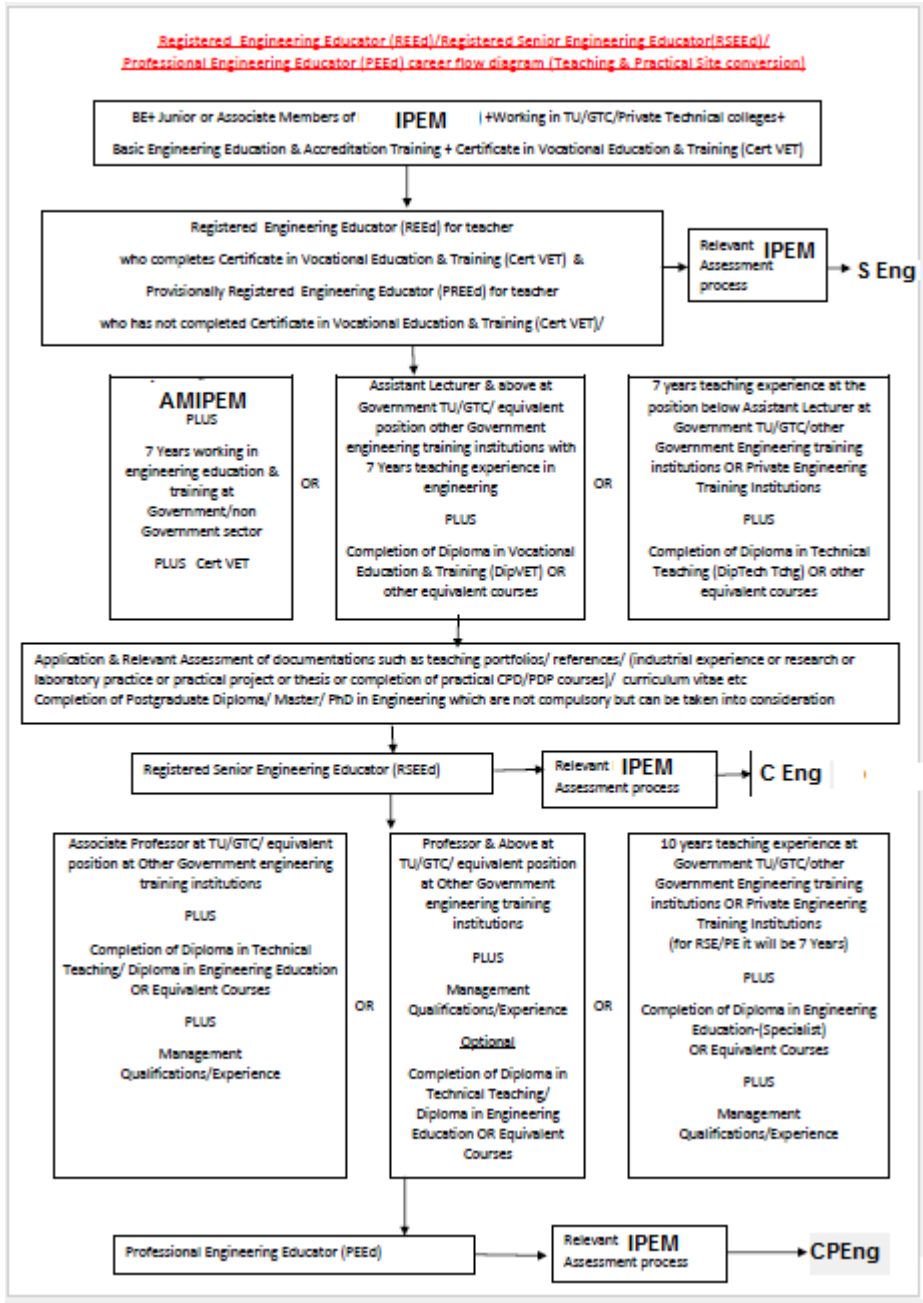 Registered Engineering Educator (REEd)/Registered Senior Engineering Educator(RSEEd)/
Professional Engineering Educator (PEEd) career flow diagram (Teaching & Practical Site conversion)
BE+ Junior or Associate Members of IPEM +Working in TU/GTC/Private Technical colleges+
Basic Engineering Education & Accreditation Training + Certificate in Vocational Education & Training (Cert VET)
Registered Engineering Educator (REEd) for teacher
who completes Certificate in Vocational Education & Training (Cert VET) &
Provisionally Registered Engineering Educator (PREEd) for teacher
who has not completed Certificate in Vocational Education & Training (Cert VET)/
Relevant IPEM
Assessment
process
S Eng
AMIPEM
PLUS
7 Years working in
engineering education &
training at
Government/non
Government sector
PLUS Cert VET
OR
Assistant Lecturer & above at
Government TU/GTC/ equivalent
position other Government
engineering training institutions with
7 Years teaching experience in
engineering
PLUS
Completion of Diploma in Vocational
Education & Training (DipVET) OR
other equivalent courses
OR
7 years teaching experience at the
position below Assistant Lecturer at
Government TU/GTC/other
Government Engineering training
institutions OR Private Engineering
Training Institutions
PLUS
Completion of Diploma in Technical
Teaching (DipTech Tchg) OR other
equivalent courses
Application & Relevant Assessment of documentations such as teaching portfolios/ references/ (industrial experience or research or
laboratory practice or practical project or thesis or completion of practical CPD/PDP courses)/ curriculum vitae etc
Completion of Postgraduate Diploma/ Master/ PhD in Engineering which are not compulsory but can be taken into consideration
Registered Senior Engineering Educator (RSEEd)
Relevant IPEM
Assessment process
C Eng
Associate Professor at TU/GTC/ equivalent
position at Other Government engineering
training institutions
PLUS
Completion of Diploma in Technical
Teaching/ Diploma in Engineering Education
OR Equivalent Courses
PLUS
Management
Qualifications/Experience
OR
Professor & Above at
TU/GTC/ equivalent position
at Other Government
engineering training
institutions
PLUS
Management
Qualifications/Experience
Optional
Completion of Diploma in
Technical Teaching/
Diploma in Engineering
Education OR Equivalent
Courses
OR
10 years teaching experience at
Government TU/GTC/other
Government Engineering training
institutions OR Private Engineering
Training Institutions
(for RSE/PE it will be 7 Years)
PLUS
Completion of Diploma in Engineering
Education-(Specialist)
OR Equivalent Courses
PLUS
Management
Qualifications/Experience
Professional Engineering Educator (PEEd)
Relevant IPEM
Assessment process
CPEng